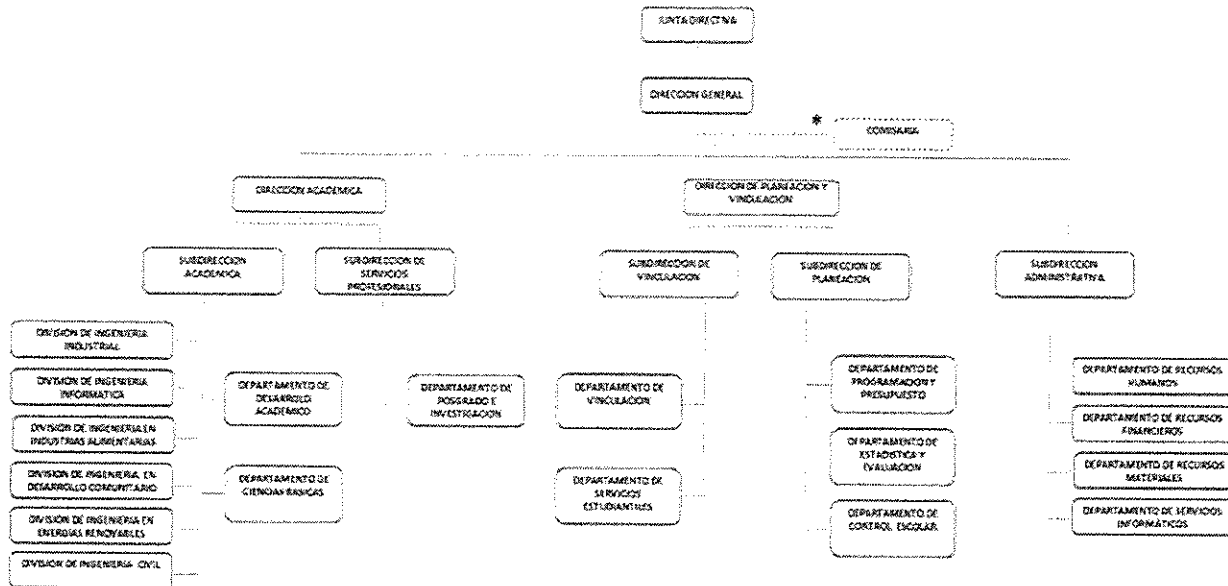 JUNTA DIRECTIVA
DIRECCION GENERAL
*
COMISARIA
DIRECCION ACADEMICA
DIRECCION DE PLANEACION Y
VINCULACION
SUBDIRECCION
ACADEMICA
SUBDIRECCION DE
SERVICIOS
PROFESIONALES
SUBDIRECCION DE
VINCULACION
SUBDIRECCION DE
PLANEACION
SUBDIRECCION
ADMINISTRATIVA
DIVISION DE INGENIERIA
INDUSTRIAL
DIVISION DE INGENIERIA
INFORMATICA
DIVISIÓN DE INGENIERIA EN
INDUSTRIAS ALIMENTARIAS
DIVISION DE INGENIERIA EN
DESARROLLO COMUNITARIO
DIVISIÓN DE INGENIERIA EN
ENERGIAS RENOVABLES
DIVISION DE INGENIERIA CIVIL
DEPARTAMENTO DE
DESARROLLO
ACADEMICO
DEPARTAMENTO DE
CIENCIAS BASICAS
DEPARTAMENTO DE
POSGRADO E
INVESTIGACION
DEPARTAMENTO DE
VINCULACION
DEPARTAMENTO DE
SERVICIOS
ESTUDIANTILES
DEPARTAMENTO DE
PROGRAMACION Y
PRESUPUESTO
DEPARTAMENTO DE
ESTADISTICA Y
EVALUACION
DEPARTAMENTO DE
CONTROL ESCOLAR
DEPARTAMENTO DE RECURSOS
HUMANOS
DEPARTAMENTO DE RECURSOS
FINANCIEROS
DEPARTAMENTO DE RECURSOS
MATERIALES
DEPARTAMENTO DE SERVICIOS
INFORMÁTICOS